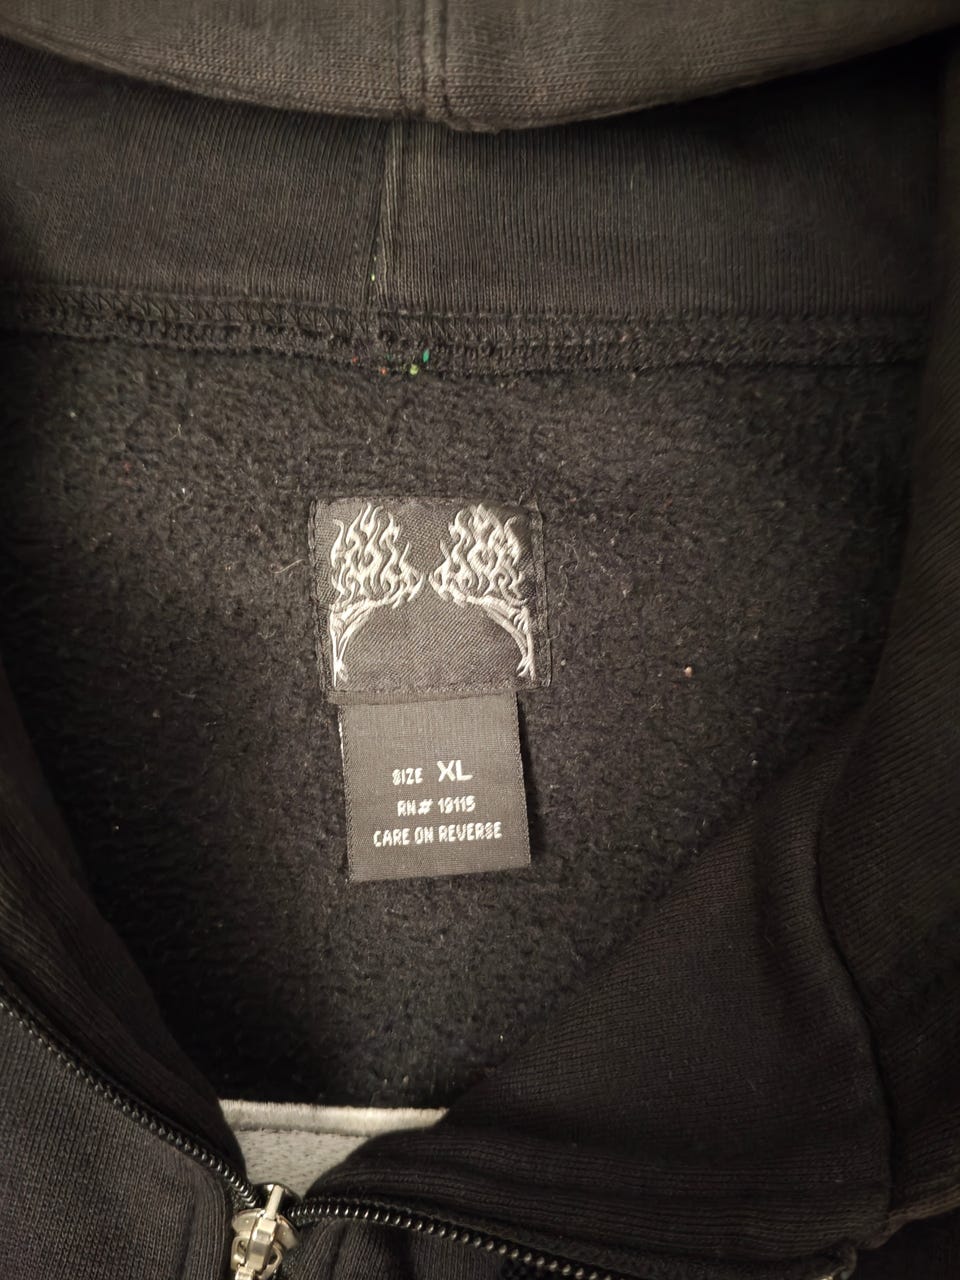 SIZE XL
RN# 19115
CARE ON REVERSE